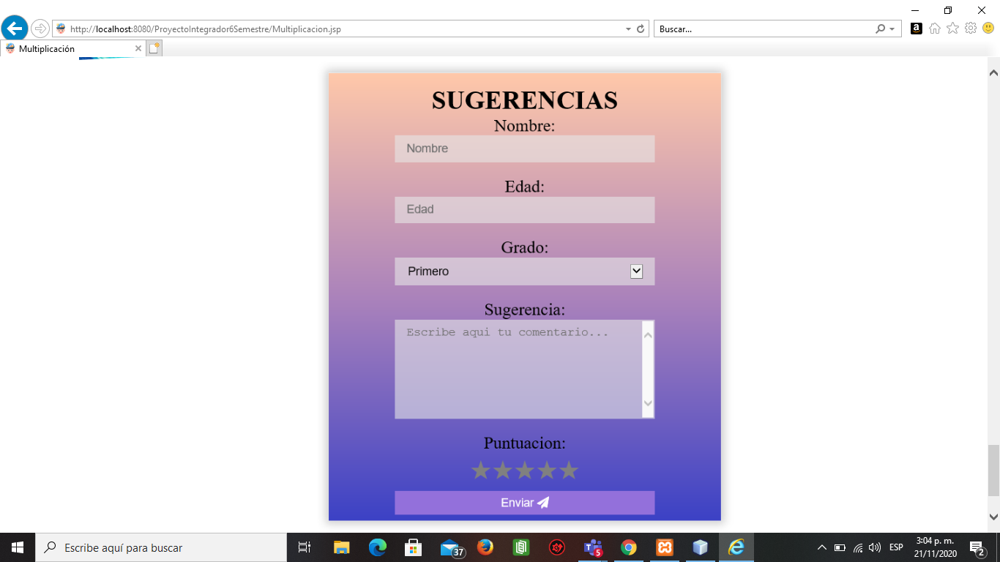 http://localhost:8080/ProyectoIntegrador6Semestre/Multiplicacion.jsp
Buscar...
Multiplicación
SUGERENCIAS
Nombre:
Nombre
Edad:
Edad
Grado:
Primero
Sugerencia:
Escribe aqui tu comentario...
Puntuacion:
Enviar
Escribe aquí para buscar
37
5
ESP
3:04 p. m.
21/11/2020
2